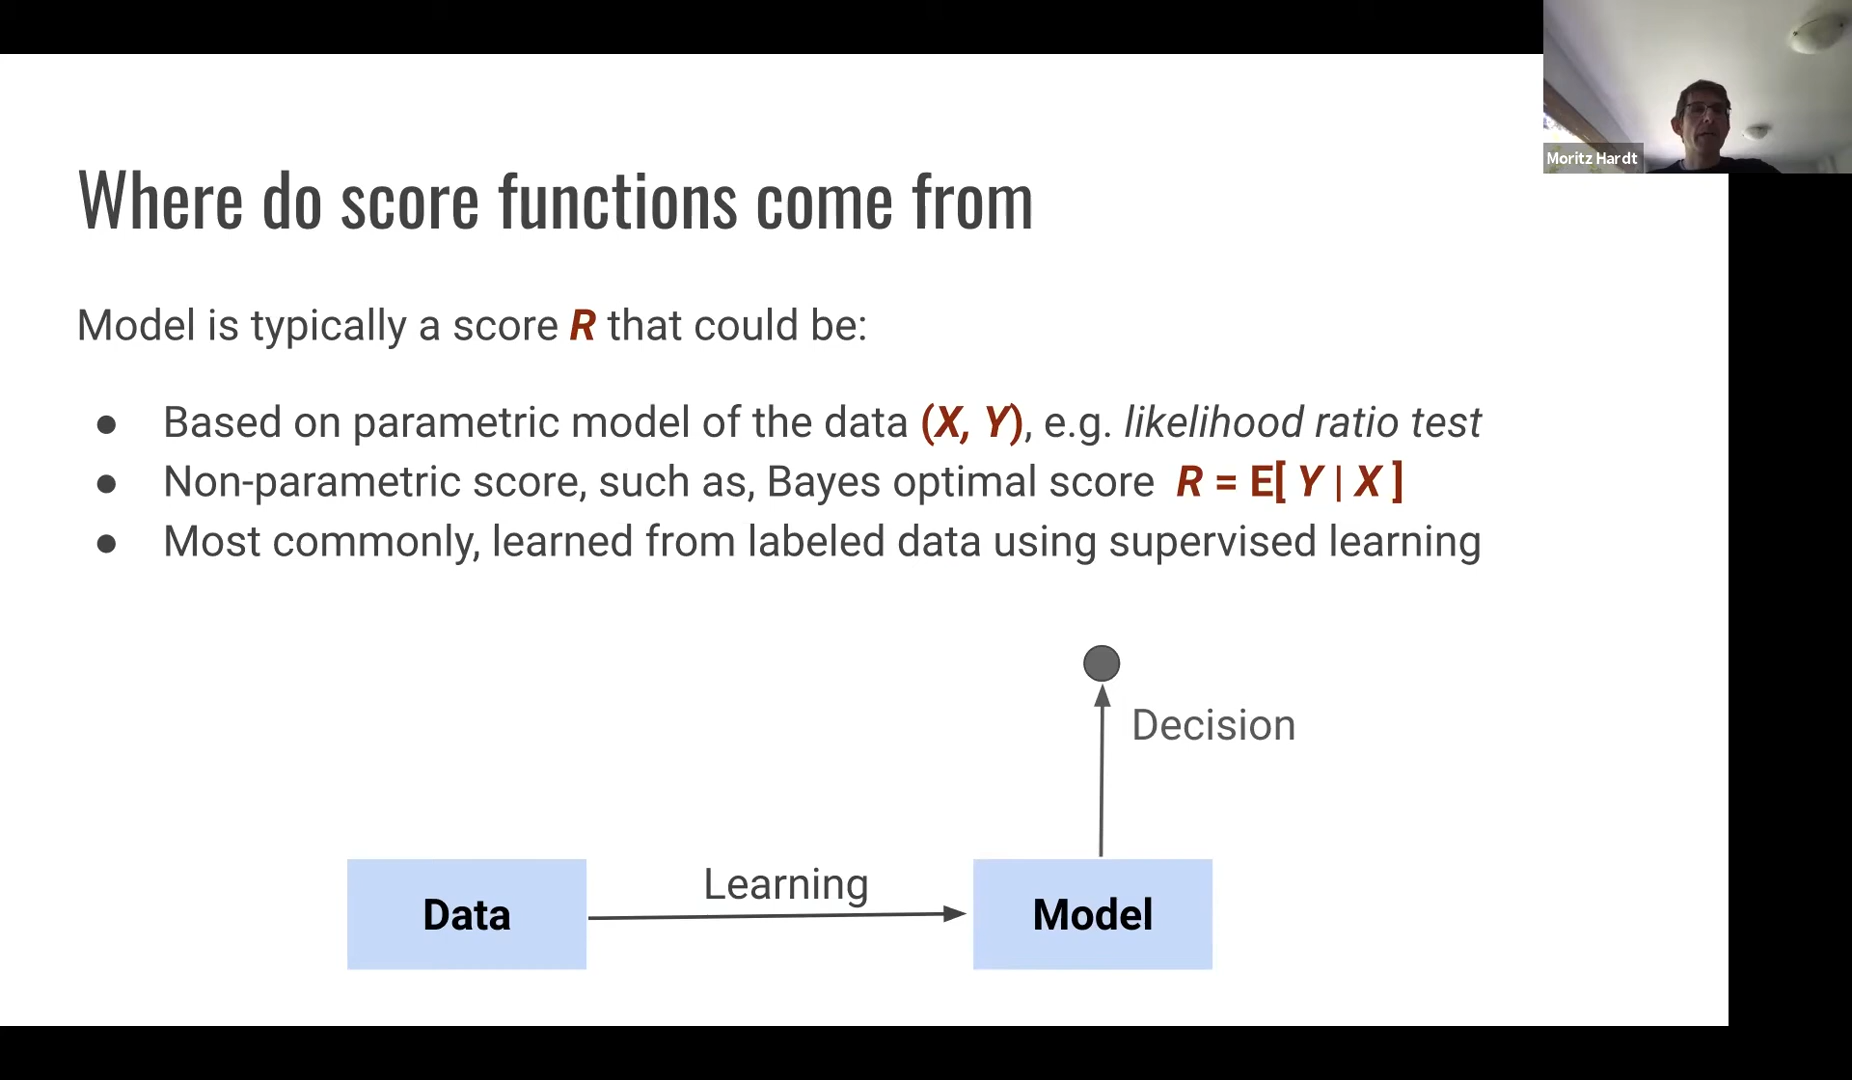 Moritz Hardt
Where do score functions come from
Model is typically a score R that could be:
● Based on parametric model of the data (X, Y), e.g. likelihood ratio test
● Non-parametric score, such as, Bayes optimal score R = E[ Y | X ]
● Most commonly, learned from labeled data using supervised learning
Decision
Learning
Data
Model